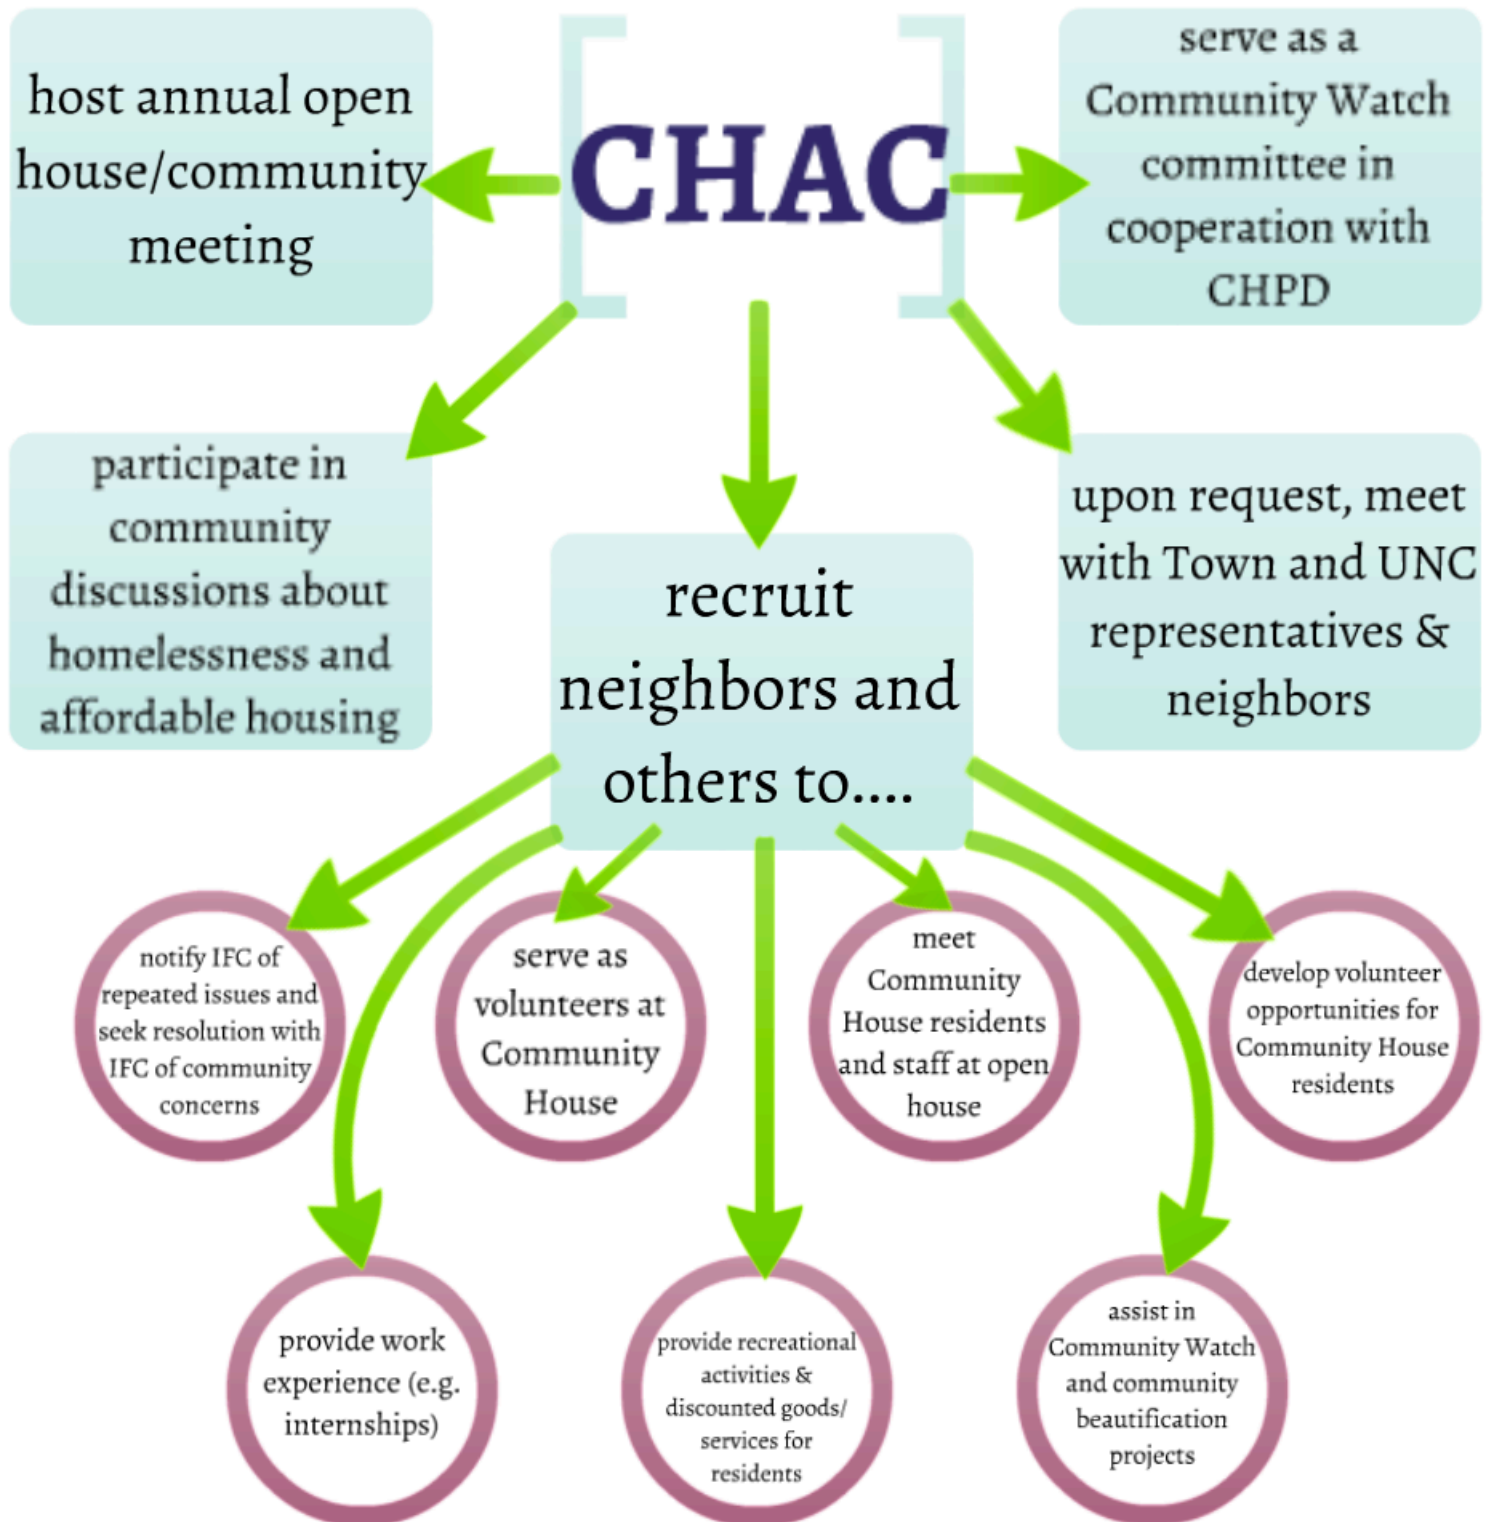 host annual open
house/community
meeting
CHAC
serve as a
Community Watch
committee in
cooperation with
CHPD
participate in
community
discussions about
homelessness and
affordable housing
recruit
neighbors and
others to....
upon request, meet
with Town and UNC
representatives &
neighbors
notify IFC of
repeated issues and
seek resolution with
IFC of community
concerns
serve as
volunteers at
Community
House
meet
Community
House residents
and staff at open
house
develop volunteer
opportunities for
Community House
residents
provide work
experience (e.g.
internships)
provide recreational
activities &
discounted goods/
services for
residents
assist in
Community Watch
and community
beautification
projects